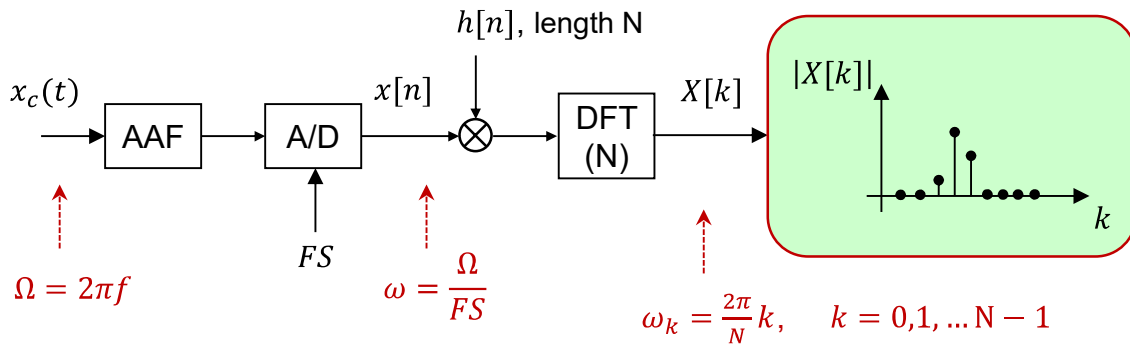 h[n], length N
x_c(t)
AAF
A/D
x[n]
DFT
(N)
X[k]
|X[k]|
k
FS
Ω = 2πf
ω = Ω/FS
ω_k = 2π/N k, k = 0,1, … N − 1